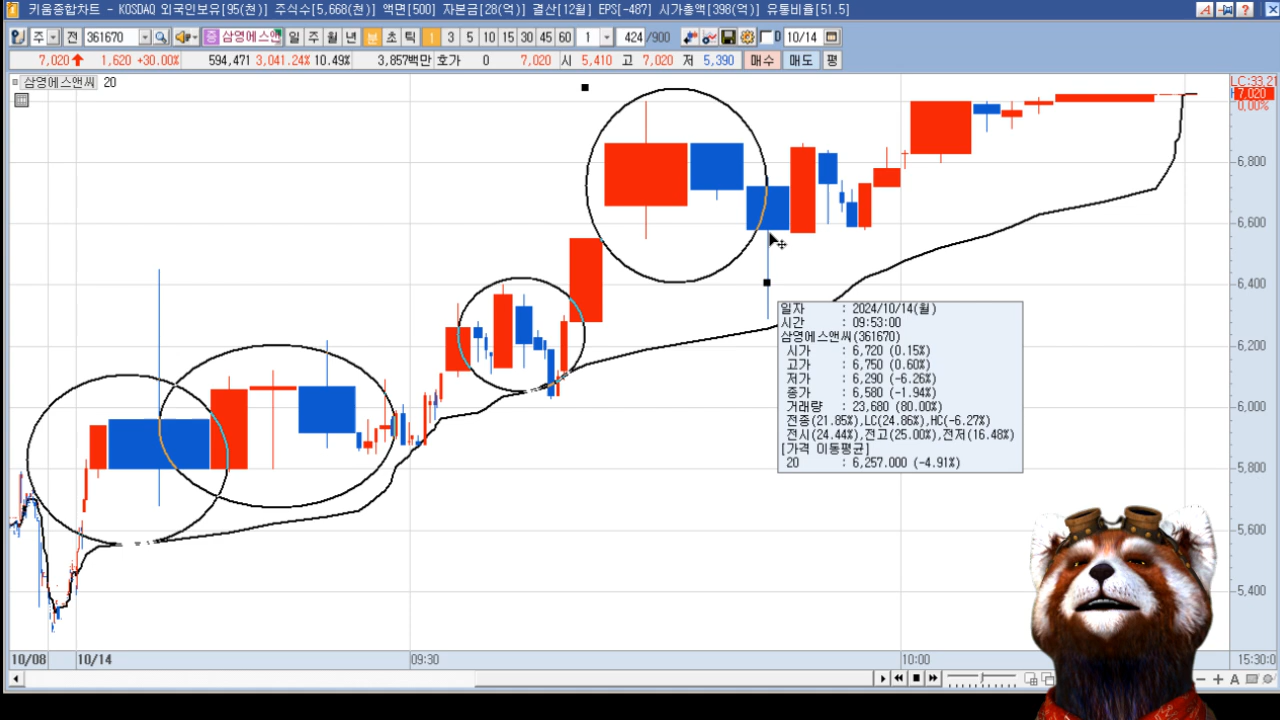 키움종합차트 - KOSDAQ 외국인보유[95(천)] 주식수[5,668(천)] 액면[500] 자본금[28(억)] 결산[12월] EPS[-487] 시가총액[398(억)] 유통비율[51.5]
주 전 361670 증 삼영에스앤 일 주 월 년 분 초 틱 1 3 5 10 15 30 45 60 1 424 /900 D 10/14
7,020 1,620 +30.00% 594,471 3,041.24% 10.49% 3,857백만 호가 0 7,020 시 5,410 고 7,020 저 5,390 매수 매도 평
삼영에스앤씨 20
LC:33.21
7,020
0.00%
6,800
6,600
6,400
6,200
6,000
5,800
5,600
5,400
일자 : 2024/10/14(월)
시간 : 09:53:00
삼영에스앤씨(361670)
시가 : 6,720 (0.15%)
고가 : 6,750 (0.60%)
저가 : 6,290 (-6.26%)
종가 : 6,580 (-1.94%)
거래량 : 23,680 (80.00%)
전종(21.85%),LC(24.86%),HC(-6.27%)
전시(24.44%),전고(25.00%),전저(16.48%)
[가격 이동평균]
20 : 6,257.000 (-4.91%)
10/08 10/14 09:30 10:00 15:30:0
A